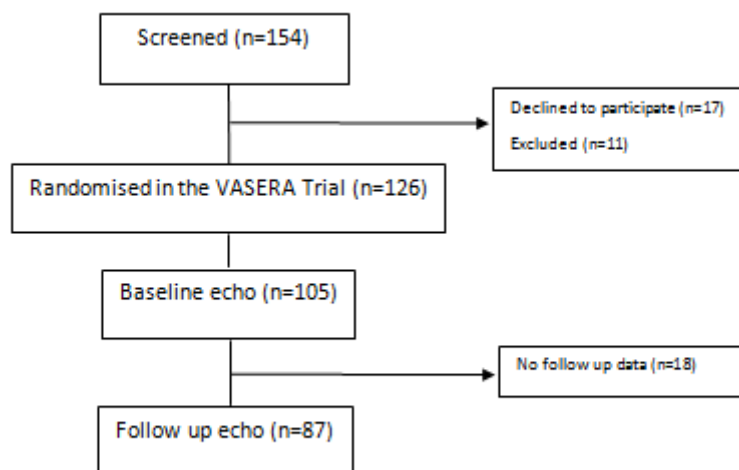 Screened (n=154)
Declined to participate (n=17)
Excluded (n=11)
Randomised in the VASERA Trial (n=126)
Baseline echo (n=105)
No follow up data (n=18)
Follow up echo (n=87)